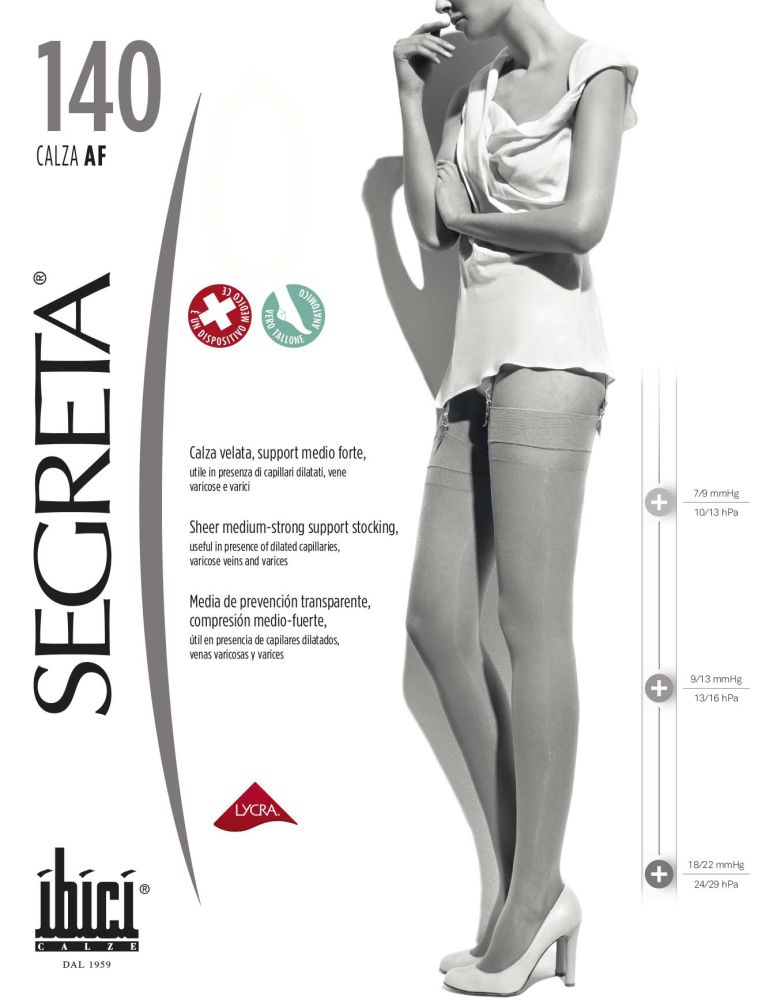 140
CALZA AF
SEGRETA®
È UN DISPOSITIVO MEDICO CE
VERO TALLONE ANATOMICO
Calza velata, support medio forte,
utile in presenza di capillari dilatati, vene
varicose e varici
Sheer medium-strong support stocking,
useful in presence of dilated capillaries,
varicose veins and varices
Media de prevención transparente,
compresión medio-fuerte,
útil en presencia de capilares dilatados,
venas varicosas y varices
7/9 mmHg
10/13 hPa
9/13 mmHg
13/16 hPa
18/22 mmHg
24/29 hPa
LYCRA®
ibici®
CALZE
DAL 1959